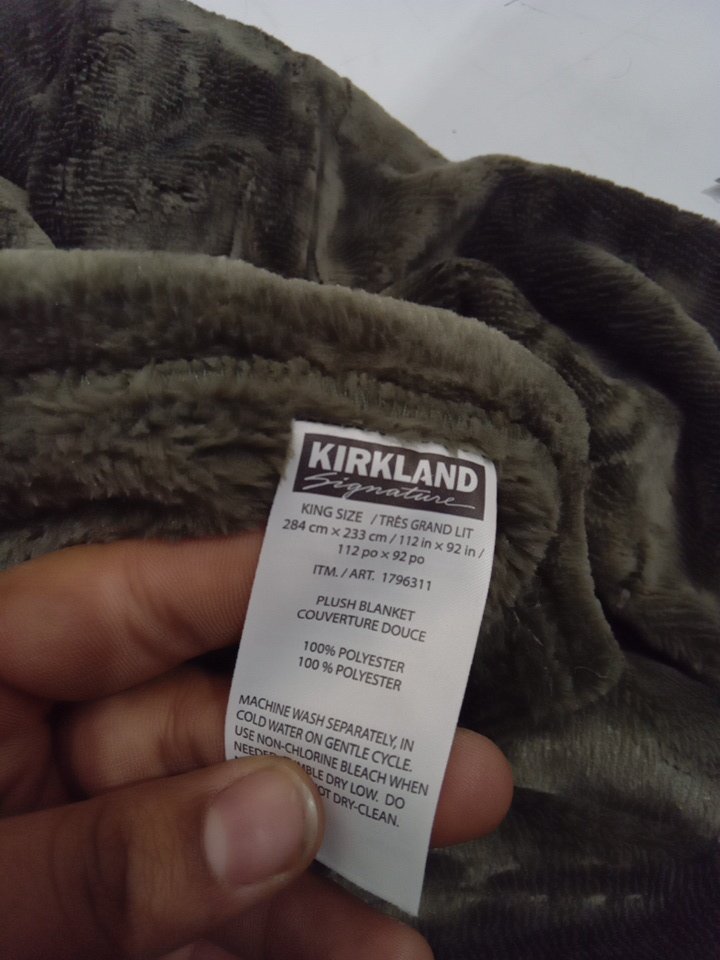 KIRKLAND
Signature
KING SIZE / TRÈS GRAND LIT
284 cm × 233 cm / 112 in × 92 in /
112 po × 92 po
ITM. / ART. 1796311
PLUSH BLANKET
COUVERTURE DOUCE
100% POLYESTER
100 % POLYESTER
MACHINE WASH SEPARATELY, IN
COLD WATER ON GENTLE CYCLE.
USE NON-CHLORINE BLEACH WHEN
DRY LOW. DO
DRY-CLEAN.